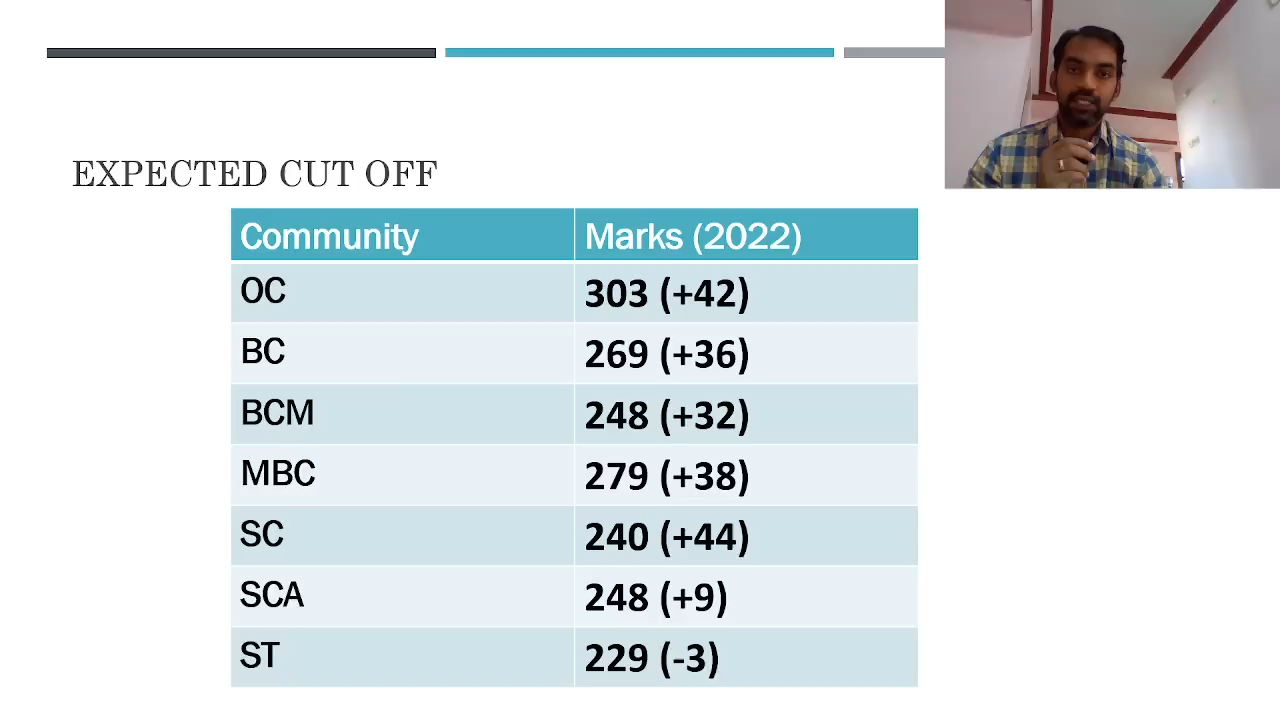 EXPECTED CUT OFF
Community Marks (2022)
OC 303 (+42)
BC 269 (+36)
BCM 248 (+32)
MBC 279 (+38)
SC 240 (+44)
SCA 248 (+9)
ST 229 (-3)